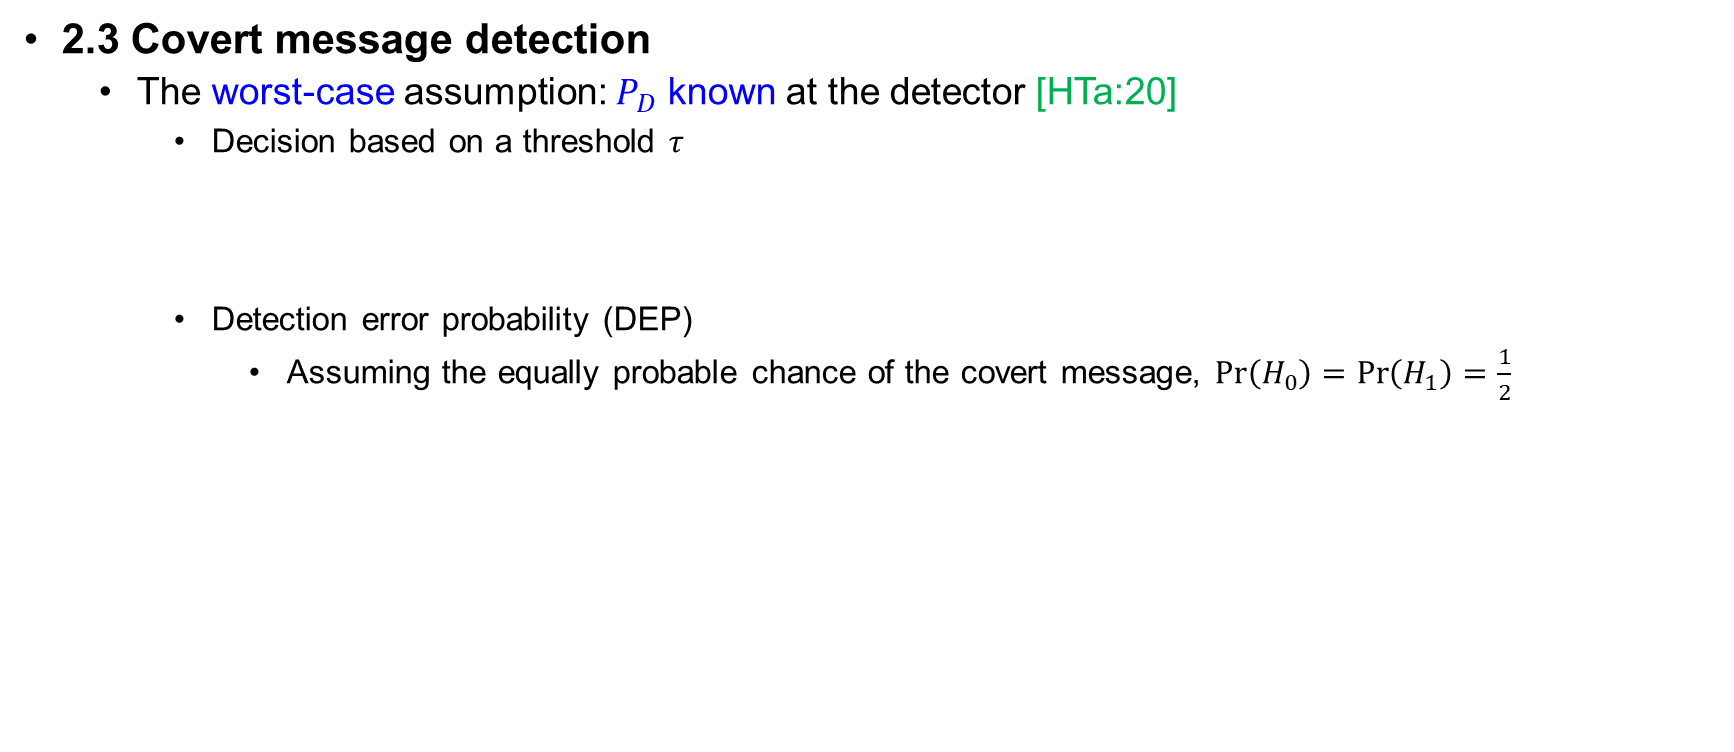 • 2.3 Covert message detection
• The worst-case assumption: P_D known at the detector [HTa:20]
• Decision based on a threshold τ
• Detection error probability (DEP)
• Assuming the equally probable chance of the covert message, Pr(H_0) = Pr(H_1) = 1/2